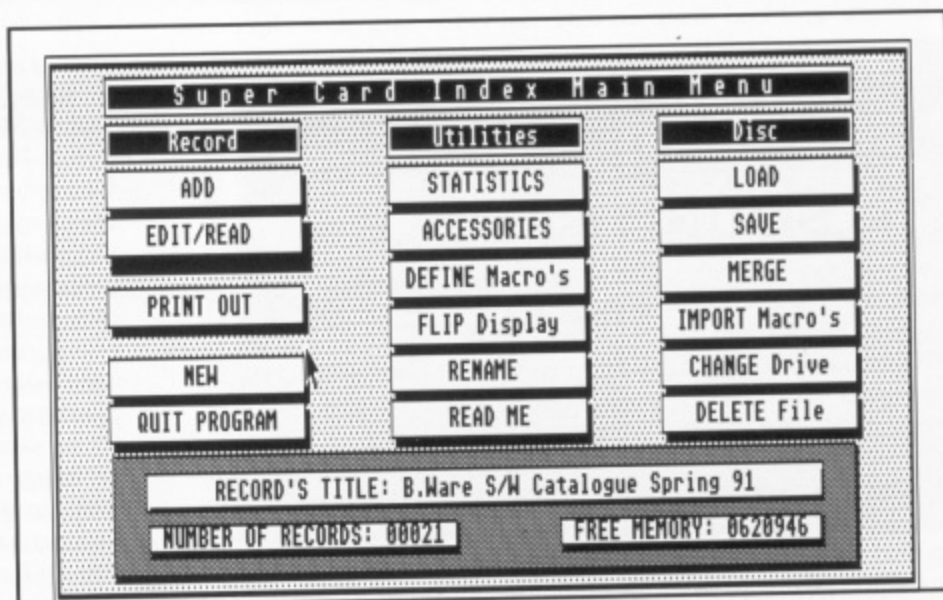 Super Card Index Main Menu
Record
ADD
EDIT/READ
PRINT OUT
NEW
QUIT PROGRAM
Utilities
STATISTICS
ACCESSORIES
DEFINE Macro's
FLIP Display
RENAME
READ ME
Disc
LOAD
SAVE
MERGE
IMPORT Macro's
CHANGE Drive
DELETE File
RECORD'S TITLE: B.Ware S/W Catalogue Spring 91
NUMBER OF RECORDS: 00021
FREE MEMORY: 0620946